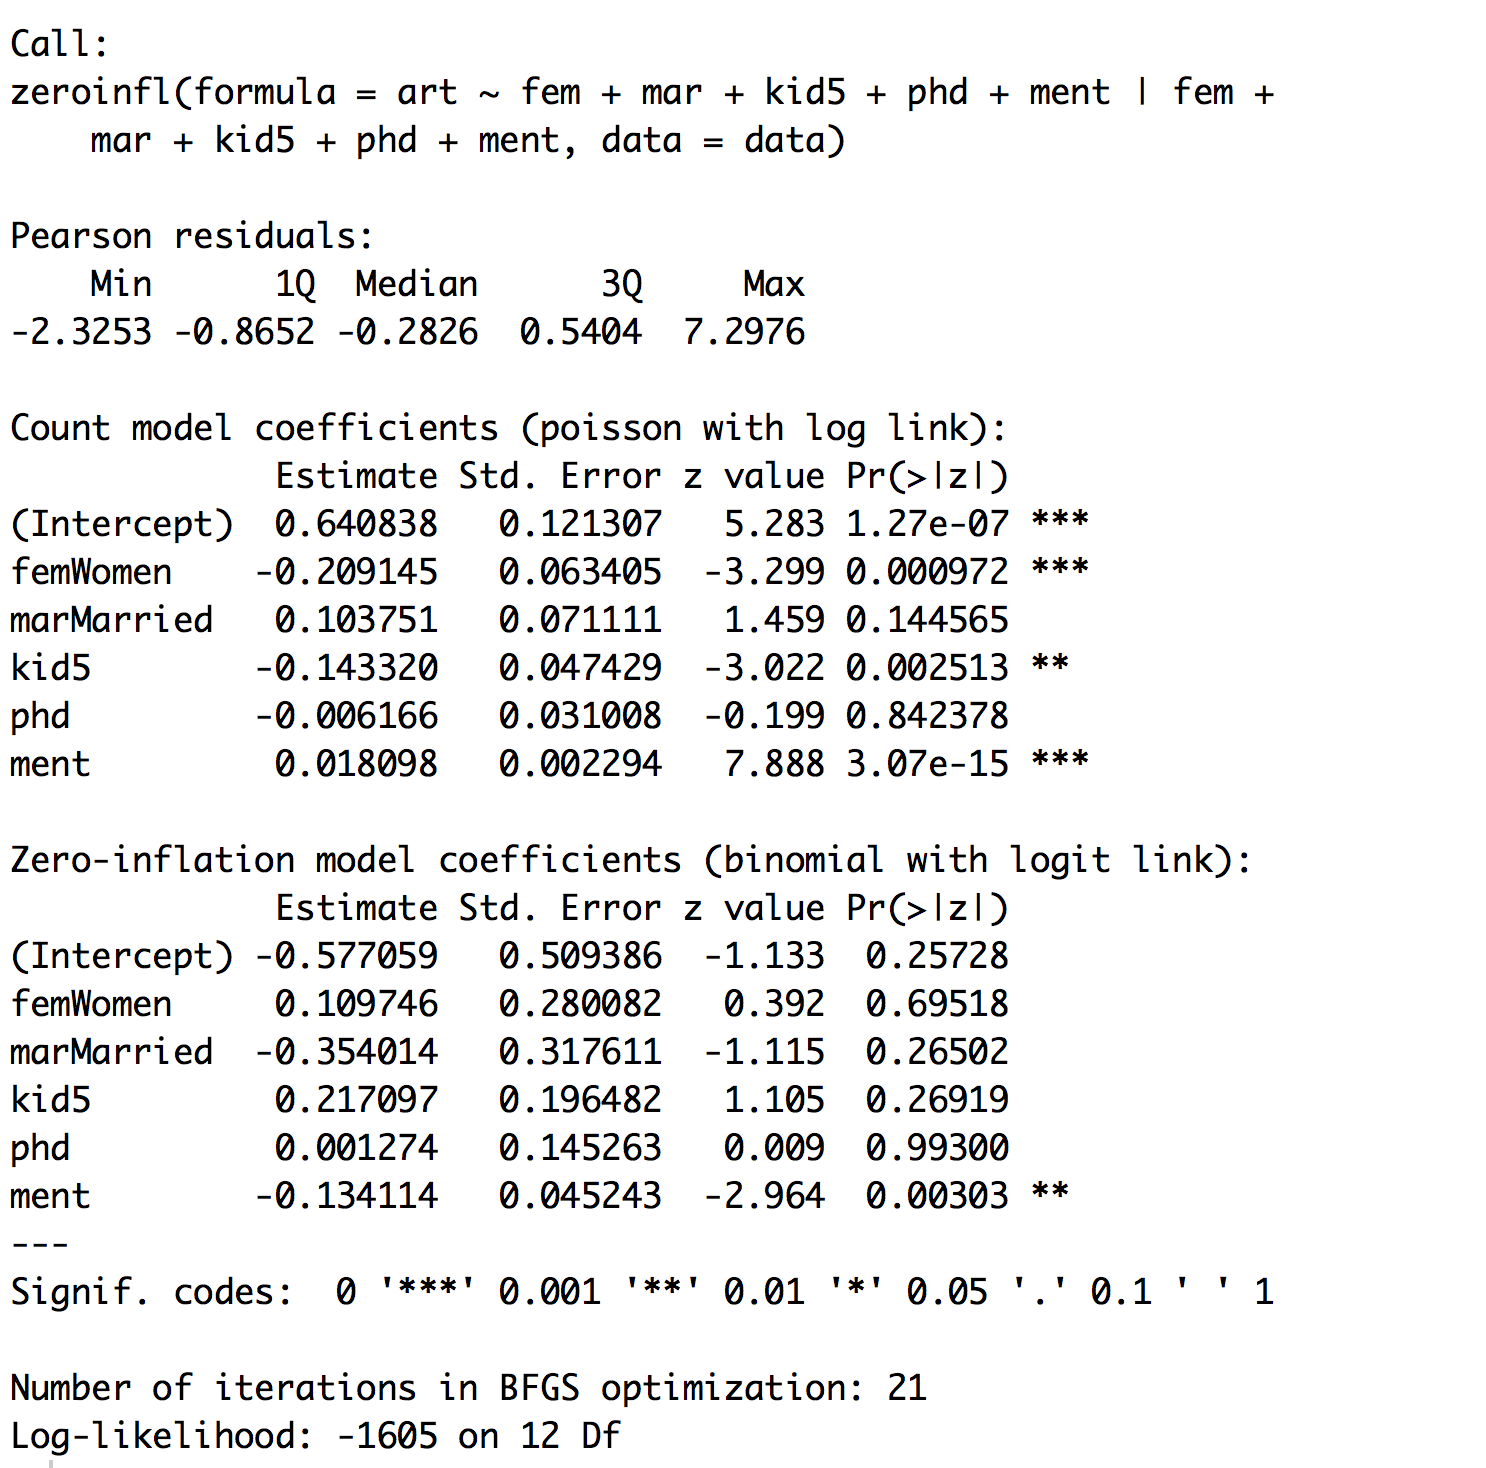 Call:
zeroinfl(formula = art ~ fem + mar + kid5 + phd + ment | fem +
    mar + kid5 + phd + ment, data = data)

Pearson residuals:
    Min      1Q  Median      3Q     Max
-2.3253 -0.8652 -0.2826  0.5404  7.2976

Count model coefficients (poisson with log link):
             Estimate Std. Error z value Pr(>|z|)
(Intercept)  0.640838   0.121307   5.283 1.27e-07 ***
femWomen    -0.209145   0.063405  -3.299 0.000972 ***
marMarried   0.103751   0.071111   1.459 0.144565
kid5        -0.143320   0.047429  -3.022 0.002513 **
phd         -0.006166   0.031008  -0.199 0.842378
ment         0.018098   0.002294   7.888 3.07e-15 ***

Zero-inflation model coefficients (binomial with logit link):
             Estimate Std. Error z value Pr(>|z|)
(Intercept) -0.577059   0.509386  -1.133  0.25728
femWomen     0.109746   0.280082   0.392  0.69518
marMarried  -0.354014   0.317611  -1.115  0.26502
kid5         0.217097   0.196482   1.105  0.26919
phd          0.001274   0.145263   0.009  0.99300
ment        -0.134114   0.045243  -2.964  0.00303 **
---
Signif. codes:  0 '***' 0.001 '**' 0.01 '*' 0.05 '.' 0.1 ' ' 1

Number of iterations in BFGS optimization: 21
Log-likelihood: -1605 on 12 Df